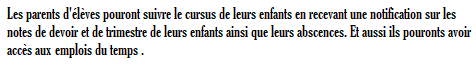 Les parents d'élèves pouront suivre le cursus de leurs enfants en recevant une notification sur les
notes de devoir et de trimestre de leurs enfants ainsi que leurs abscences. Et aussi ils pouronts avoir
accès aux emplois du temps .